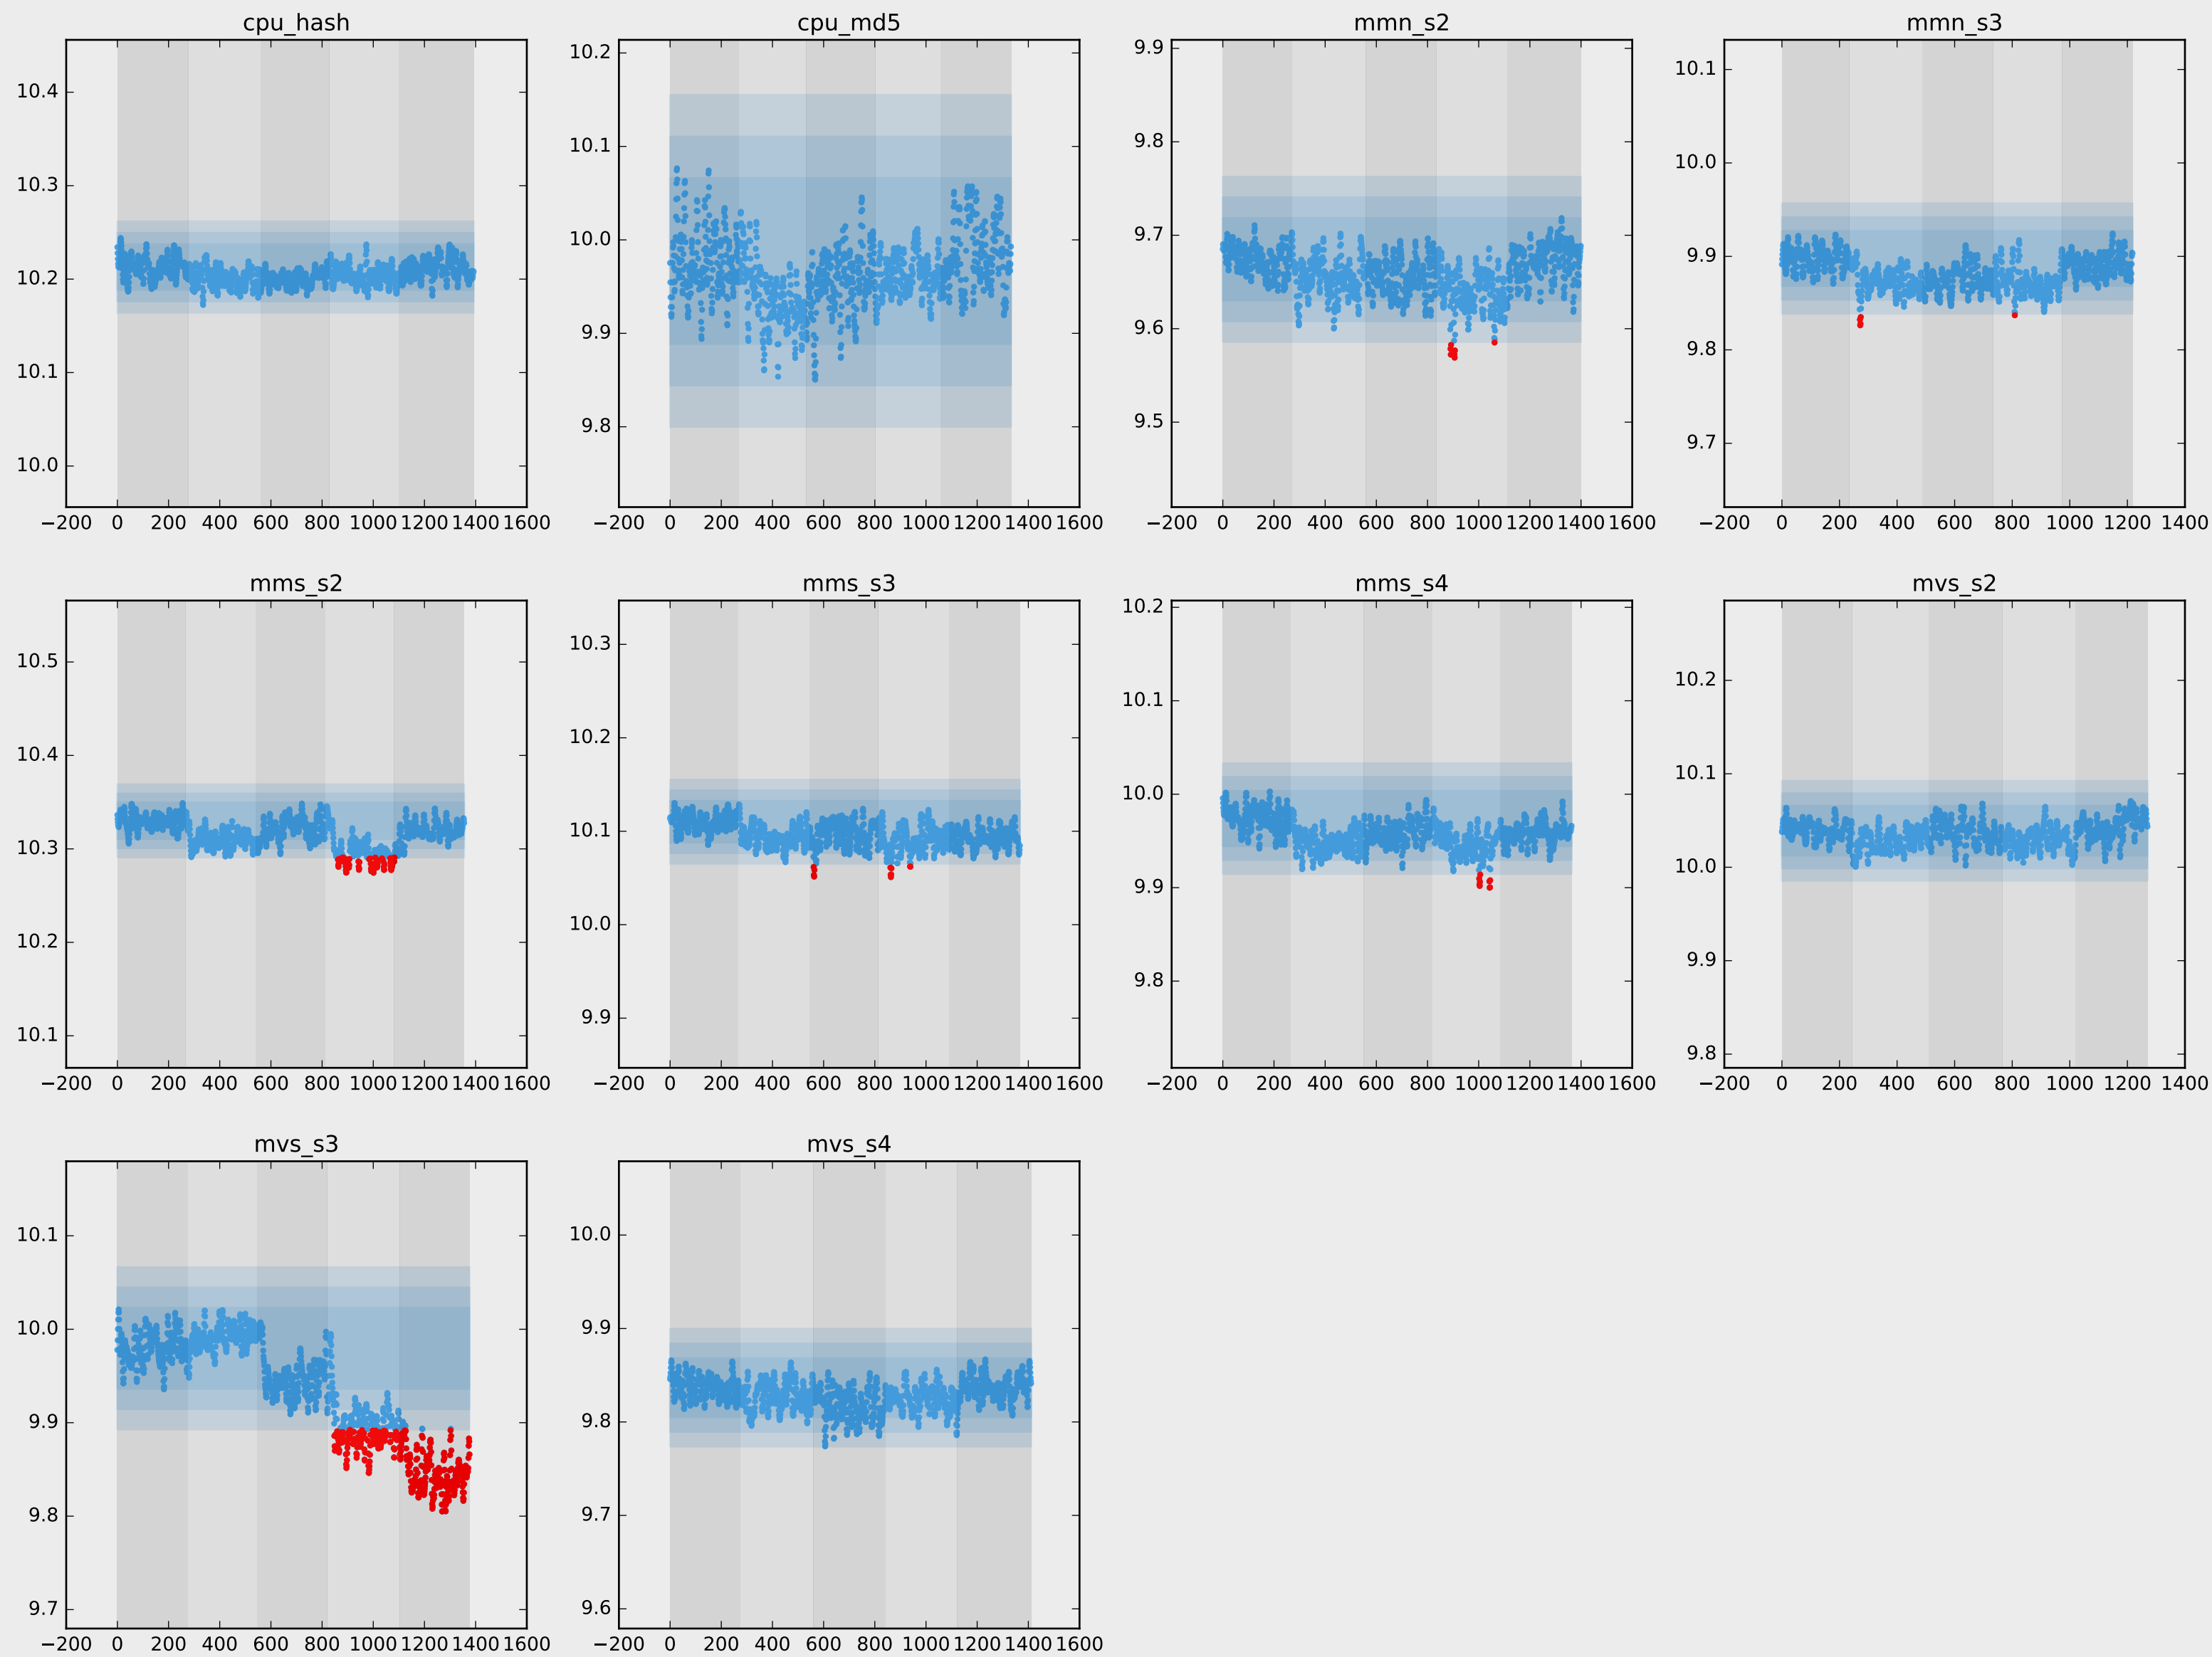 cpu_hash cpu_md5 mmn_s2 mmn_s3
10.4 10.3 10.2 10.1 10.0
−200 0 200 400 600 800 1000 1200 1400 1600
10.2 10.1 10.0 9.9 9.8
−200 0 200 400 600 800 1000 1200 1400 1600
9.9 9.8 9.7 9.6 9.5
−200 0 200 400 600 800 1000 1200 1400 1600
10.1 10.0 9.9 9.8 9.7
−200 0 200 400 600 800 1000 1200 1400
mms_s2 mms_s3 mms_s4 mvs_s2
10.5 10.4 10.3 10.2 10.1
−200 0 200 400 600 800 1000 1200 1400 1600
10.3 10.2 10.1 10.0 9.9
−200 0 200 400 600 800 1000 1200 1400 1600
10.2 10.1 10.0 9.9 9.8
−200 0 200 400 600 800 1000 1200 1400 1600
10.2 10.1 10.0 9.9 9.8
−200 0 200 400 600 800 1000 1200 1400
mvs_s3 mvs_s4
10.1 10.0 9.9 9.8 9.7
−200 0 200 400 600 800 1000 1200 1400 1600
10.0 9.9 9.8 9.7 9.6
−200 0 200 400 600 800 1000 1200 1400 1600